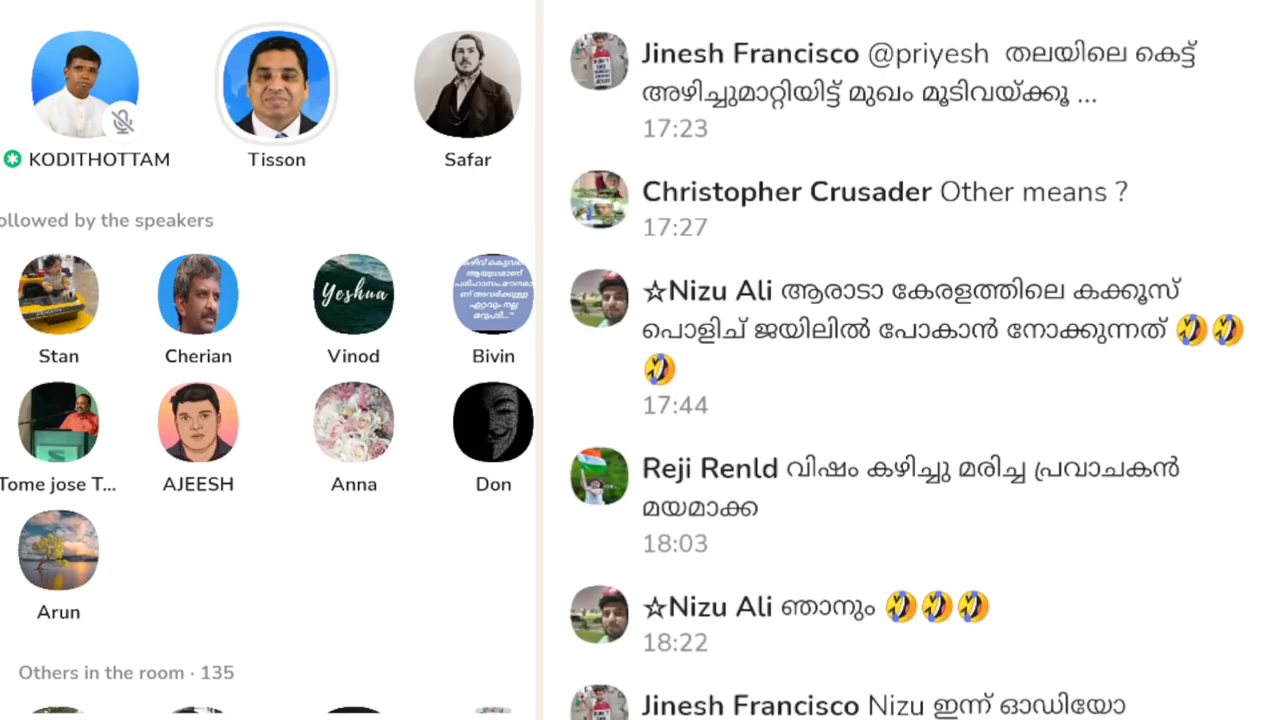 KODITHOTTAM
Tisson
Safar
ollowed by the speakers
Yeshua
Stan
Cherian
Vinod
Bivin
Tome jose T...
AJEESH
Anna
Don
Arun
Others in the room · 135
Jinesh Francisco @priyesh തലയിലെ കെട്ട്
അഴിച്ചുമാറ്റിയിട്ട് മുഖം മൂടിവയ്ക്കൂ ...
17:23
Christopher Crusader Other means ?
17:27
☆Nizu Ali ആരാടാ കേരളത്തിലെ കക്കൂസ്
പൊളിച് ജയിലിൽ പോകാൻ നോക്കുന്നത് 🤣🤣
🤣
17:44
Reji Renld വിഷം കഴിച്ചു മരിച്ച പ്രവാചകൻ
മയമാക്ക
18:03
☆Nizu Ali ഞാനും 🤣🤣🤣
18:22
Jinesh Francisco Nizu ഇന്ന് ഓഡിയോ